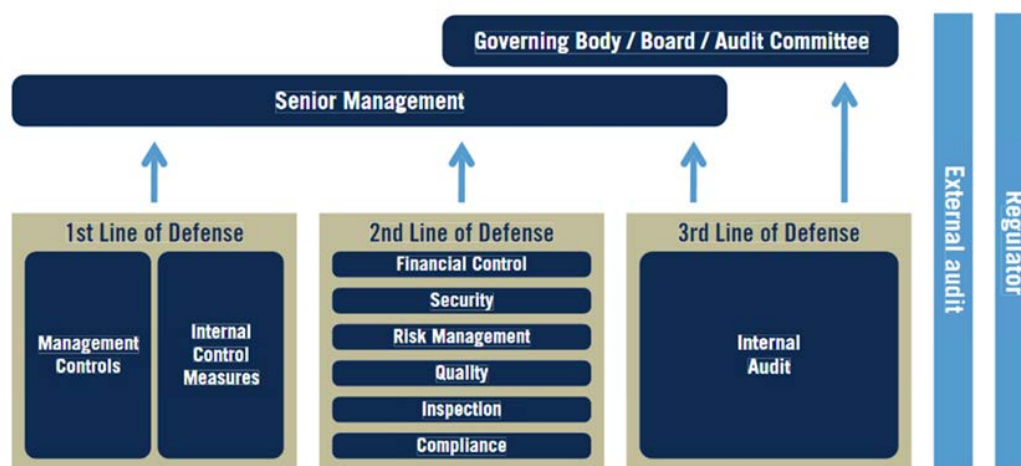 Governing Body / Board / Audit Committee
Senior Management
1st Line of Defense
Management
Controls
Internal
Control
Measures
2nd Line of Defense
Financial Control
Security
Risk Management
Quality
Inspection
Compliance
3rd Line of Defense
Internal
Audit
External audit
Regulator